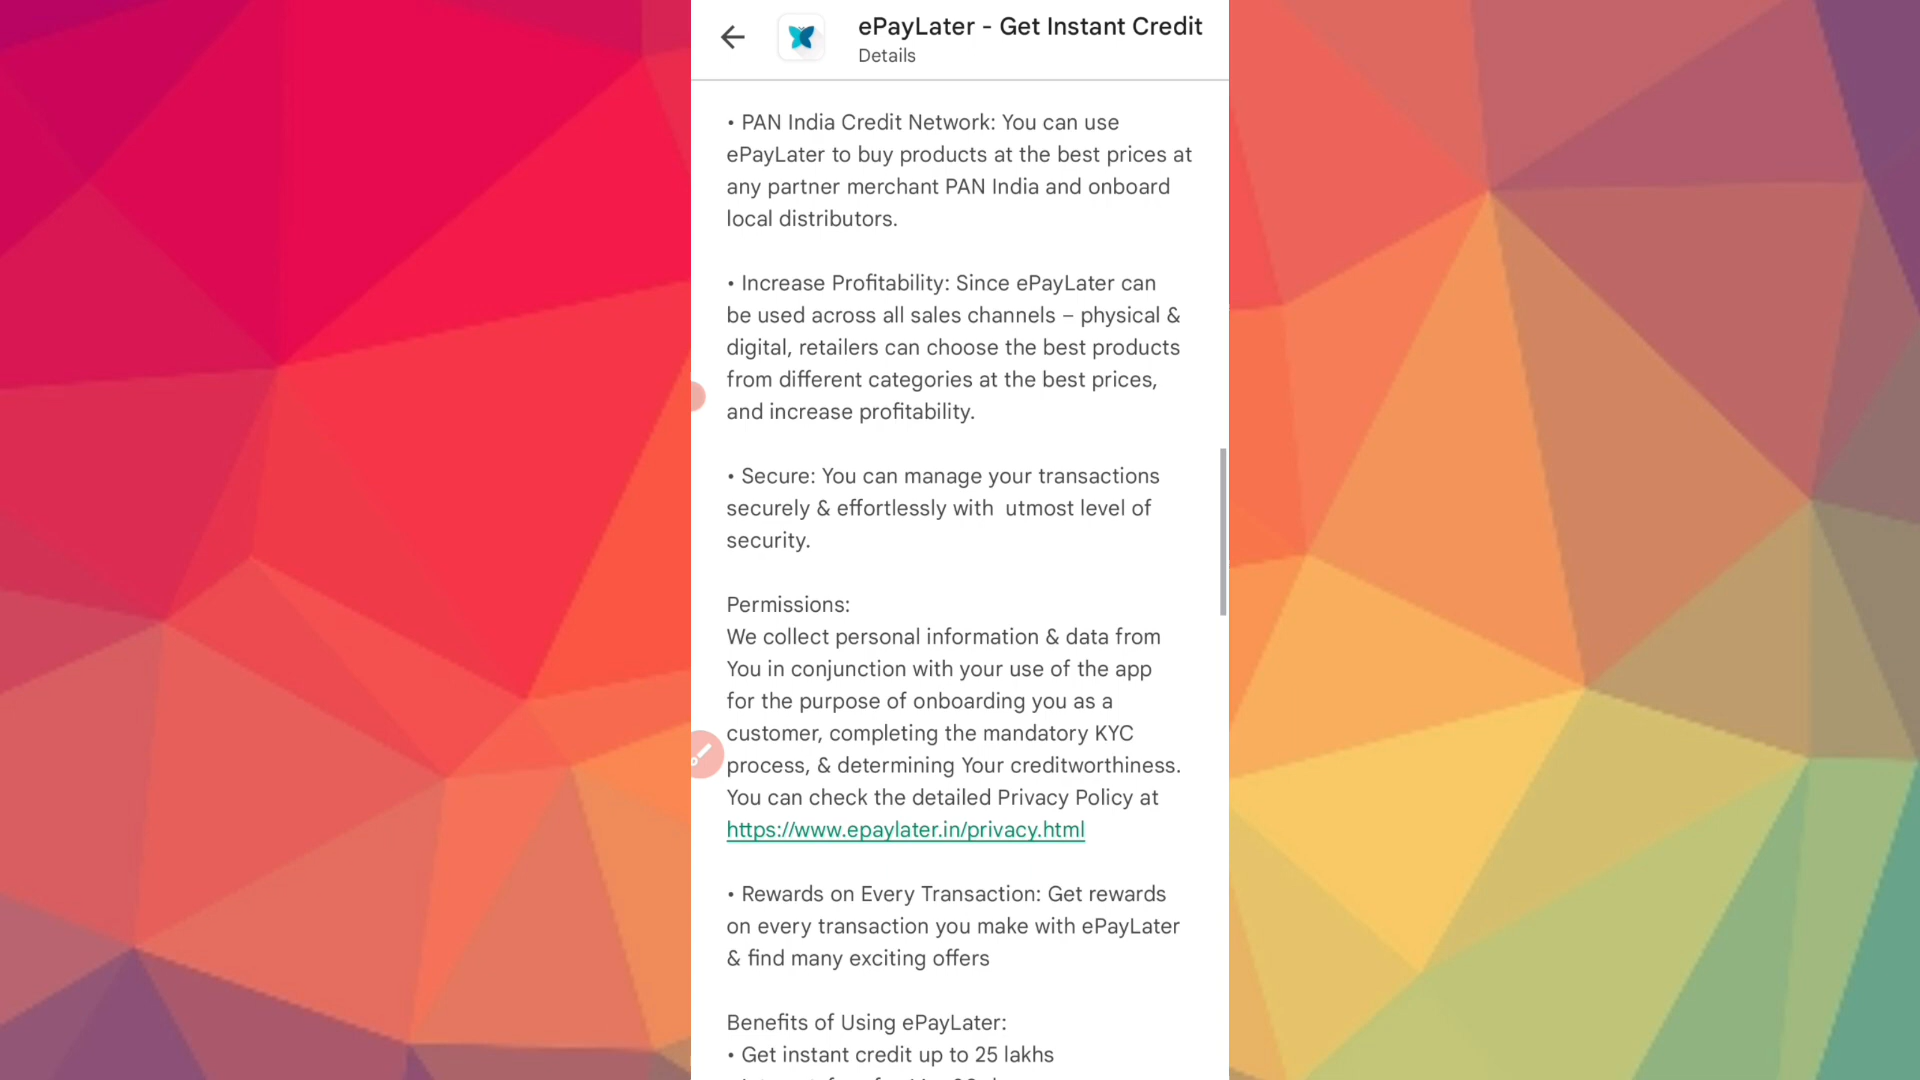 ePayLater - Get Instant Credit
Details
• PAN India Credit Network: You can use
ePayLater to buy products at the best prices at
any partner merchant PAN India and onboard
local distributors.
• Increase Profitability: Since ePayLater can
be used across all sales channels – physical &
digital, retailers can choose the best products
from different categories at the best prices,
and increase profitability.
• Secure: You can manage your transactions
securely & effortlessly with  utmost level of
security.
Permissions:
We collect personal information & data from
You in conjunction with your use of the app
for the purpose of onboarding you as a
customer, completing the mandatory KYC
process, & determining Your creditworthiness.
You can check the detailed Privacy Policy at
https://www.epaylater.in/privacy.html
• Rewards on Every Transaction: Get rewards
on every transaction you make with ePayLater
& find many exciting offers
Benefits of Using ePayLater:
• Get instant credit up to 25 lakhs